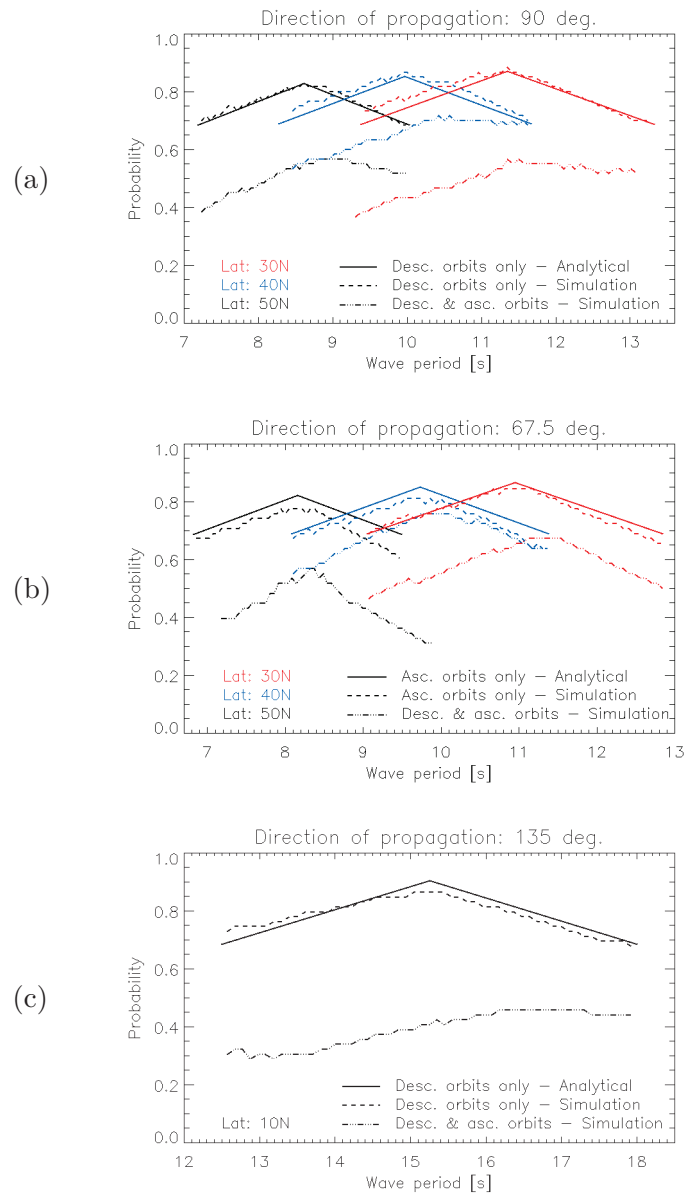 Direction of propagation: 90 deg.
(a)
Probability
1.0
0.8
0.6
0.4
0.2
0.0
Lat: 30N Desc. orbits only – Analytical
Lat: 40N Desc. orbits only – Simulation
Lat: 50N Desc. & asc. orbits – Simulation
7 8 9 10 11 12 13
Wave period [s]
Direction of propagation: 67.5 deg.
(b)
Probability
1.0
0.8
0.6
0.4
0.2
0.0
Lat: 30N Asc. orbits only – Analytical
Lat: 40N Asc. orbits only – Simulation
Lat: 50N Desc. & asc. orbits – Simulation
7 8 9 10 11 12 13
Wave period [s]
Direction of propagation: 135 deg.
(c)
Probability
1.0
0.8
0.6
0.4
0.2
0.0
Desc. orbits only – Analytical
Desc. orbits only – Simulation
Lat: 10N Desc. & asc. orbits – Simulation
12 13 14 15 16 17 18
Wave period [s]